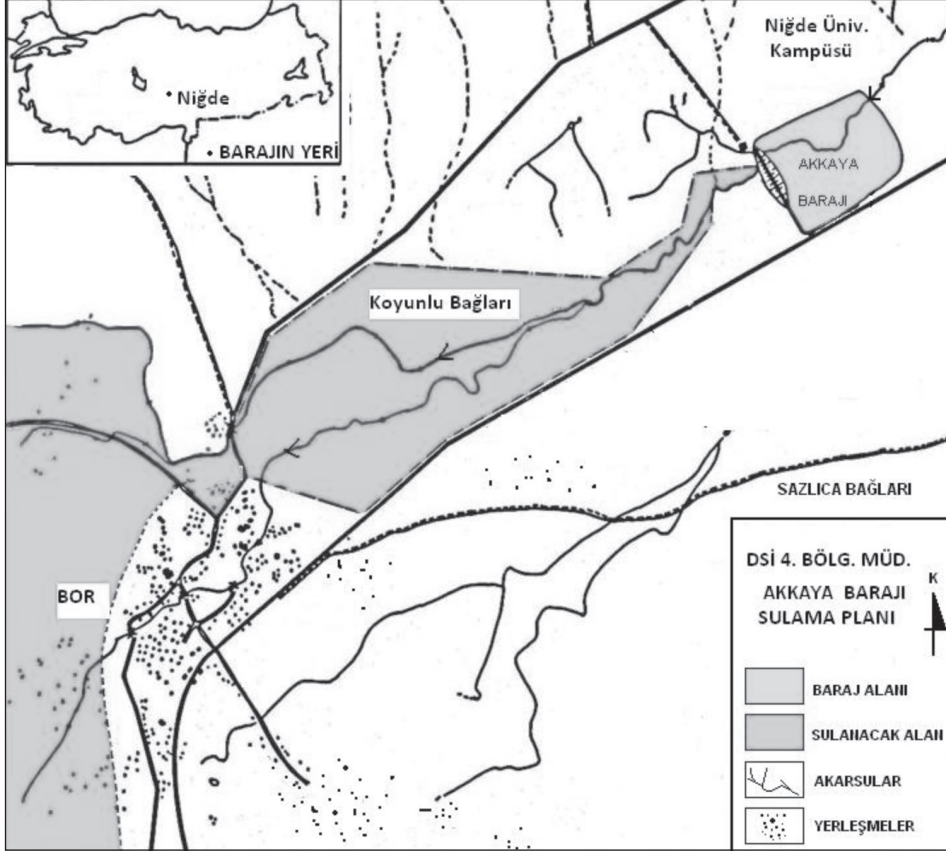 Niğde
• BARAJIN YERİ
Niğde Üniv.
Kampüsü
AKKAYA
BARAJI
Koyunlu Bağları
SAZLICA BAĞLARI
BOR
DSİ 4. BÖLG. MÜD.
AKKAYA BARAJI
SULAMA PLANI
K
BARAJ ALANI
SULANACAK ALAN
AKARSULAR
YERLEŞMELER